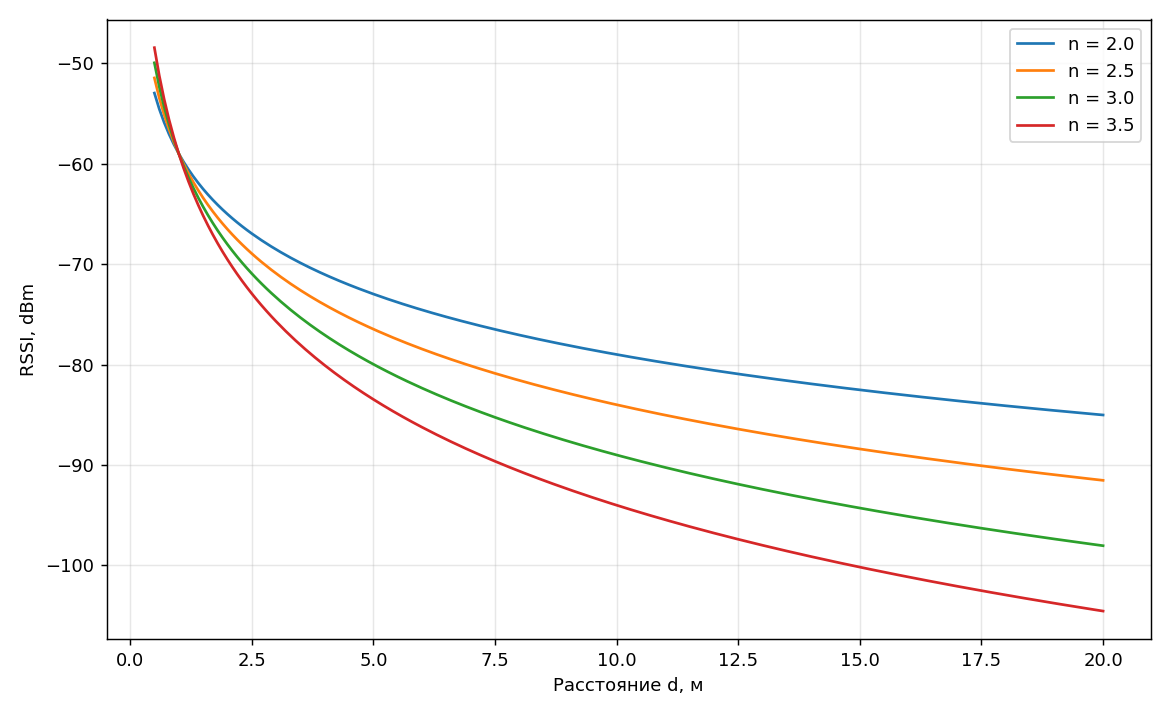 n = 2.0
n = 2.5
n = 3.0
n = 3.5
RSSI, dBm
−50
−60
−70
−80
−90
−100
0.0 2.5 5.0 7.5 10.0 12.5 15.0 17.5 20.0
Расстояние d, м